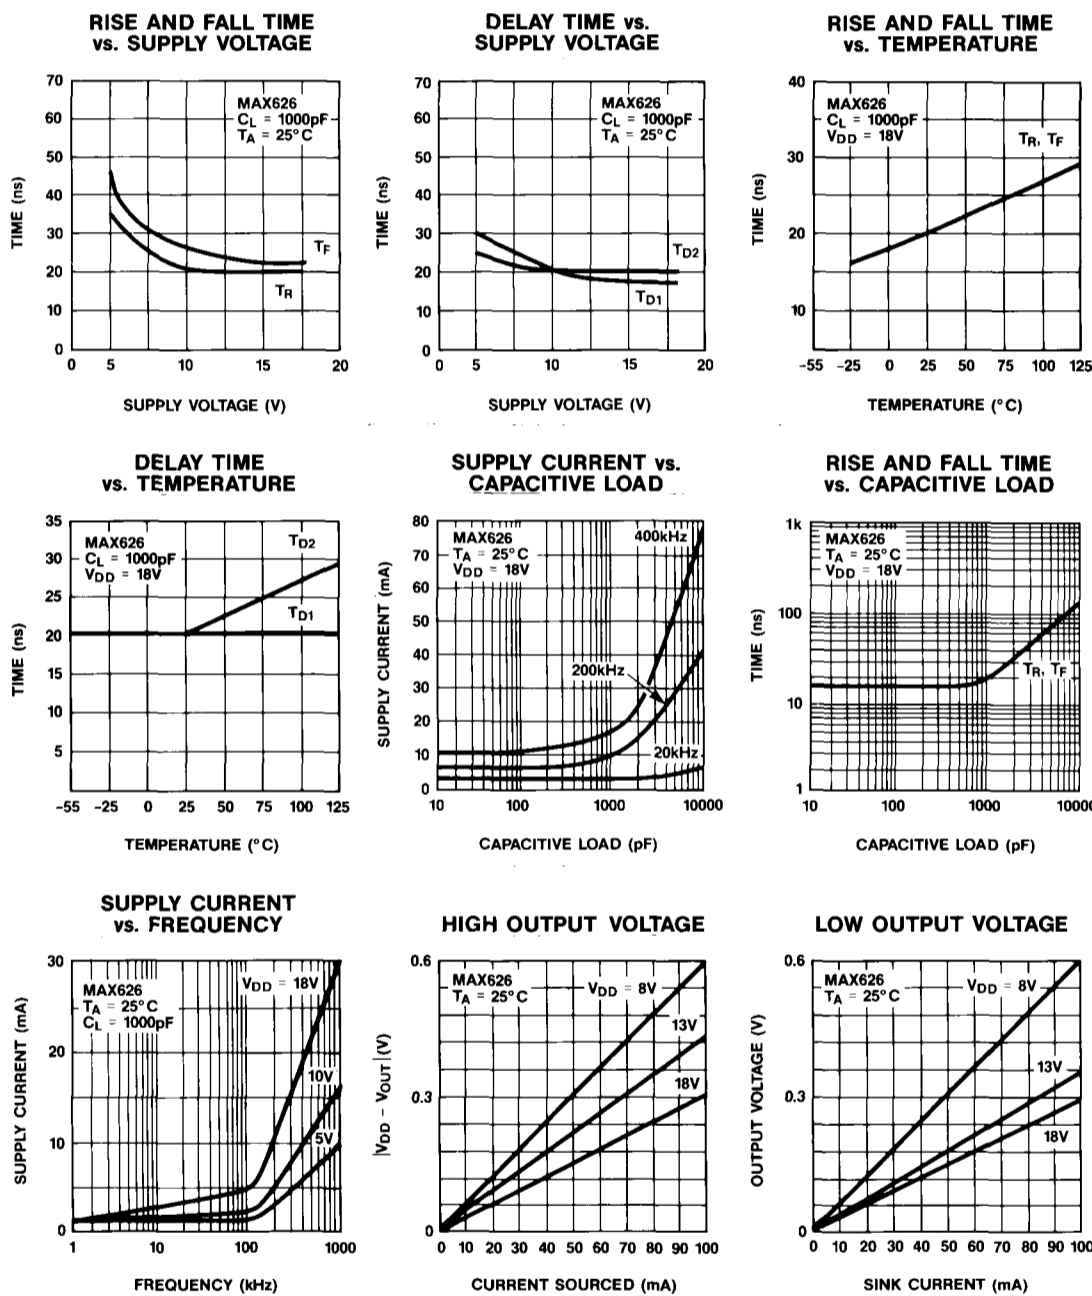 RISE AND FALL TIME
vs. SUPPLY VOLTAGE
70
60
50
40
30
20
10
0
TIME (ns)
MAX626
CL = 1000pF
TA = 25°C
TF
TR
0 5 10 15 20
SUPPLY VOLTAGE (V)
DELAY TIME vs.
SUPPLY VOLTAGE
70
60
50
40
30
20
10
0
TIME (ns)
MAX626
CL = 1000pF
TA = 25°C
TD2
TD1
0 5 10 15 20
SUPPLY VOLTAGE (V)
RISE AND FALL TIME
vs. TEMPERATURE
40
30
20
10
TIME (ns)
MAX626
CL = 1000pF
VDD = 18V
TR, TF
-55 -25 0 25 50 75 100 125
TEMPERATURE (°C)
DELAY TIME
vs. TEMPERATURE
35
30
25
20
15
10
5
TIME (ns)
MAX626
CL = 1000pF
VDD = 18V
TD2
TD1
-55 -25 0 25 50 75 100 125
TEMPERATURE (°C)
SUPPLY CURRENT vs.
CAPACITIVE LOAD
80
70
60
50
40
30
20
10
0
SUPPLY CURRENT (mA)
MAX626
TA = 25°C
VDD = 18V
400kHz
200kHz
20kHz
10 100 1000 10000
CAPACITIVE LOAD (pF)
RISE AND FALL TIME
vs. CAPACITIVE LOAD
1k
100
10
1
TIME (ns)
MAX626
TA = 25°C
VDD = 18V
TR, TF
10 100 1000 10000
CAPACITIVE LOAD (pF)
SUPPLY CURRENT
vs. FREQUENCY
30
20
10
0
SUPPLY CURRENT (mA)
MAX626
TA = 25°C
CL = 1000pF
VDD = 18V
10V
5V
1 10 100 1000
FREQUENCY (kHz)
HIGH OUTPUT VOLTAGE
0.6
0.3
0
|VDD - VOUT| (V)
MAX626
TA = 25°C
VDD = 8V
13V
18V
0 10 20 30 40 50 60 70 80 90 100
CURRENT SOURCED (mA)
LOW OUTPUT VOLTAGE
0.6
0.3
0
OUTPUT VOLTAGE (V)
MAX626
TA = 25°C
VDD = 8V
13V
18V
0 10 20 30 40 50 60 70 80 90 100
SINK CURRENT (mA)